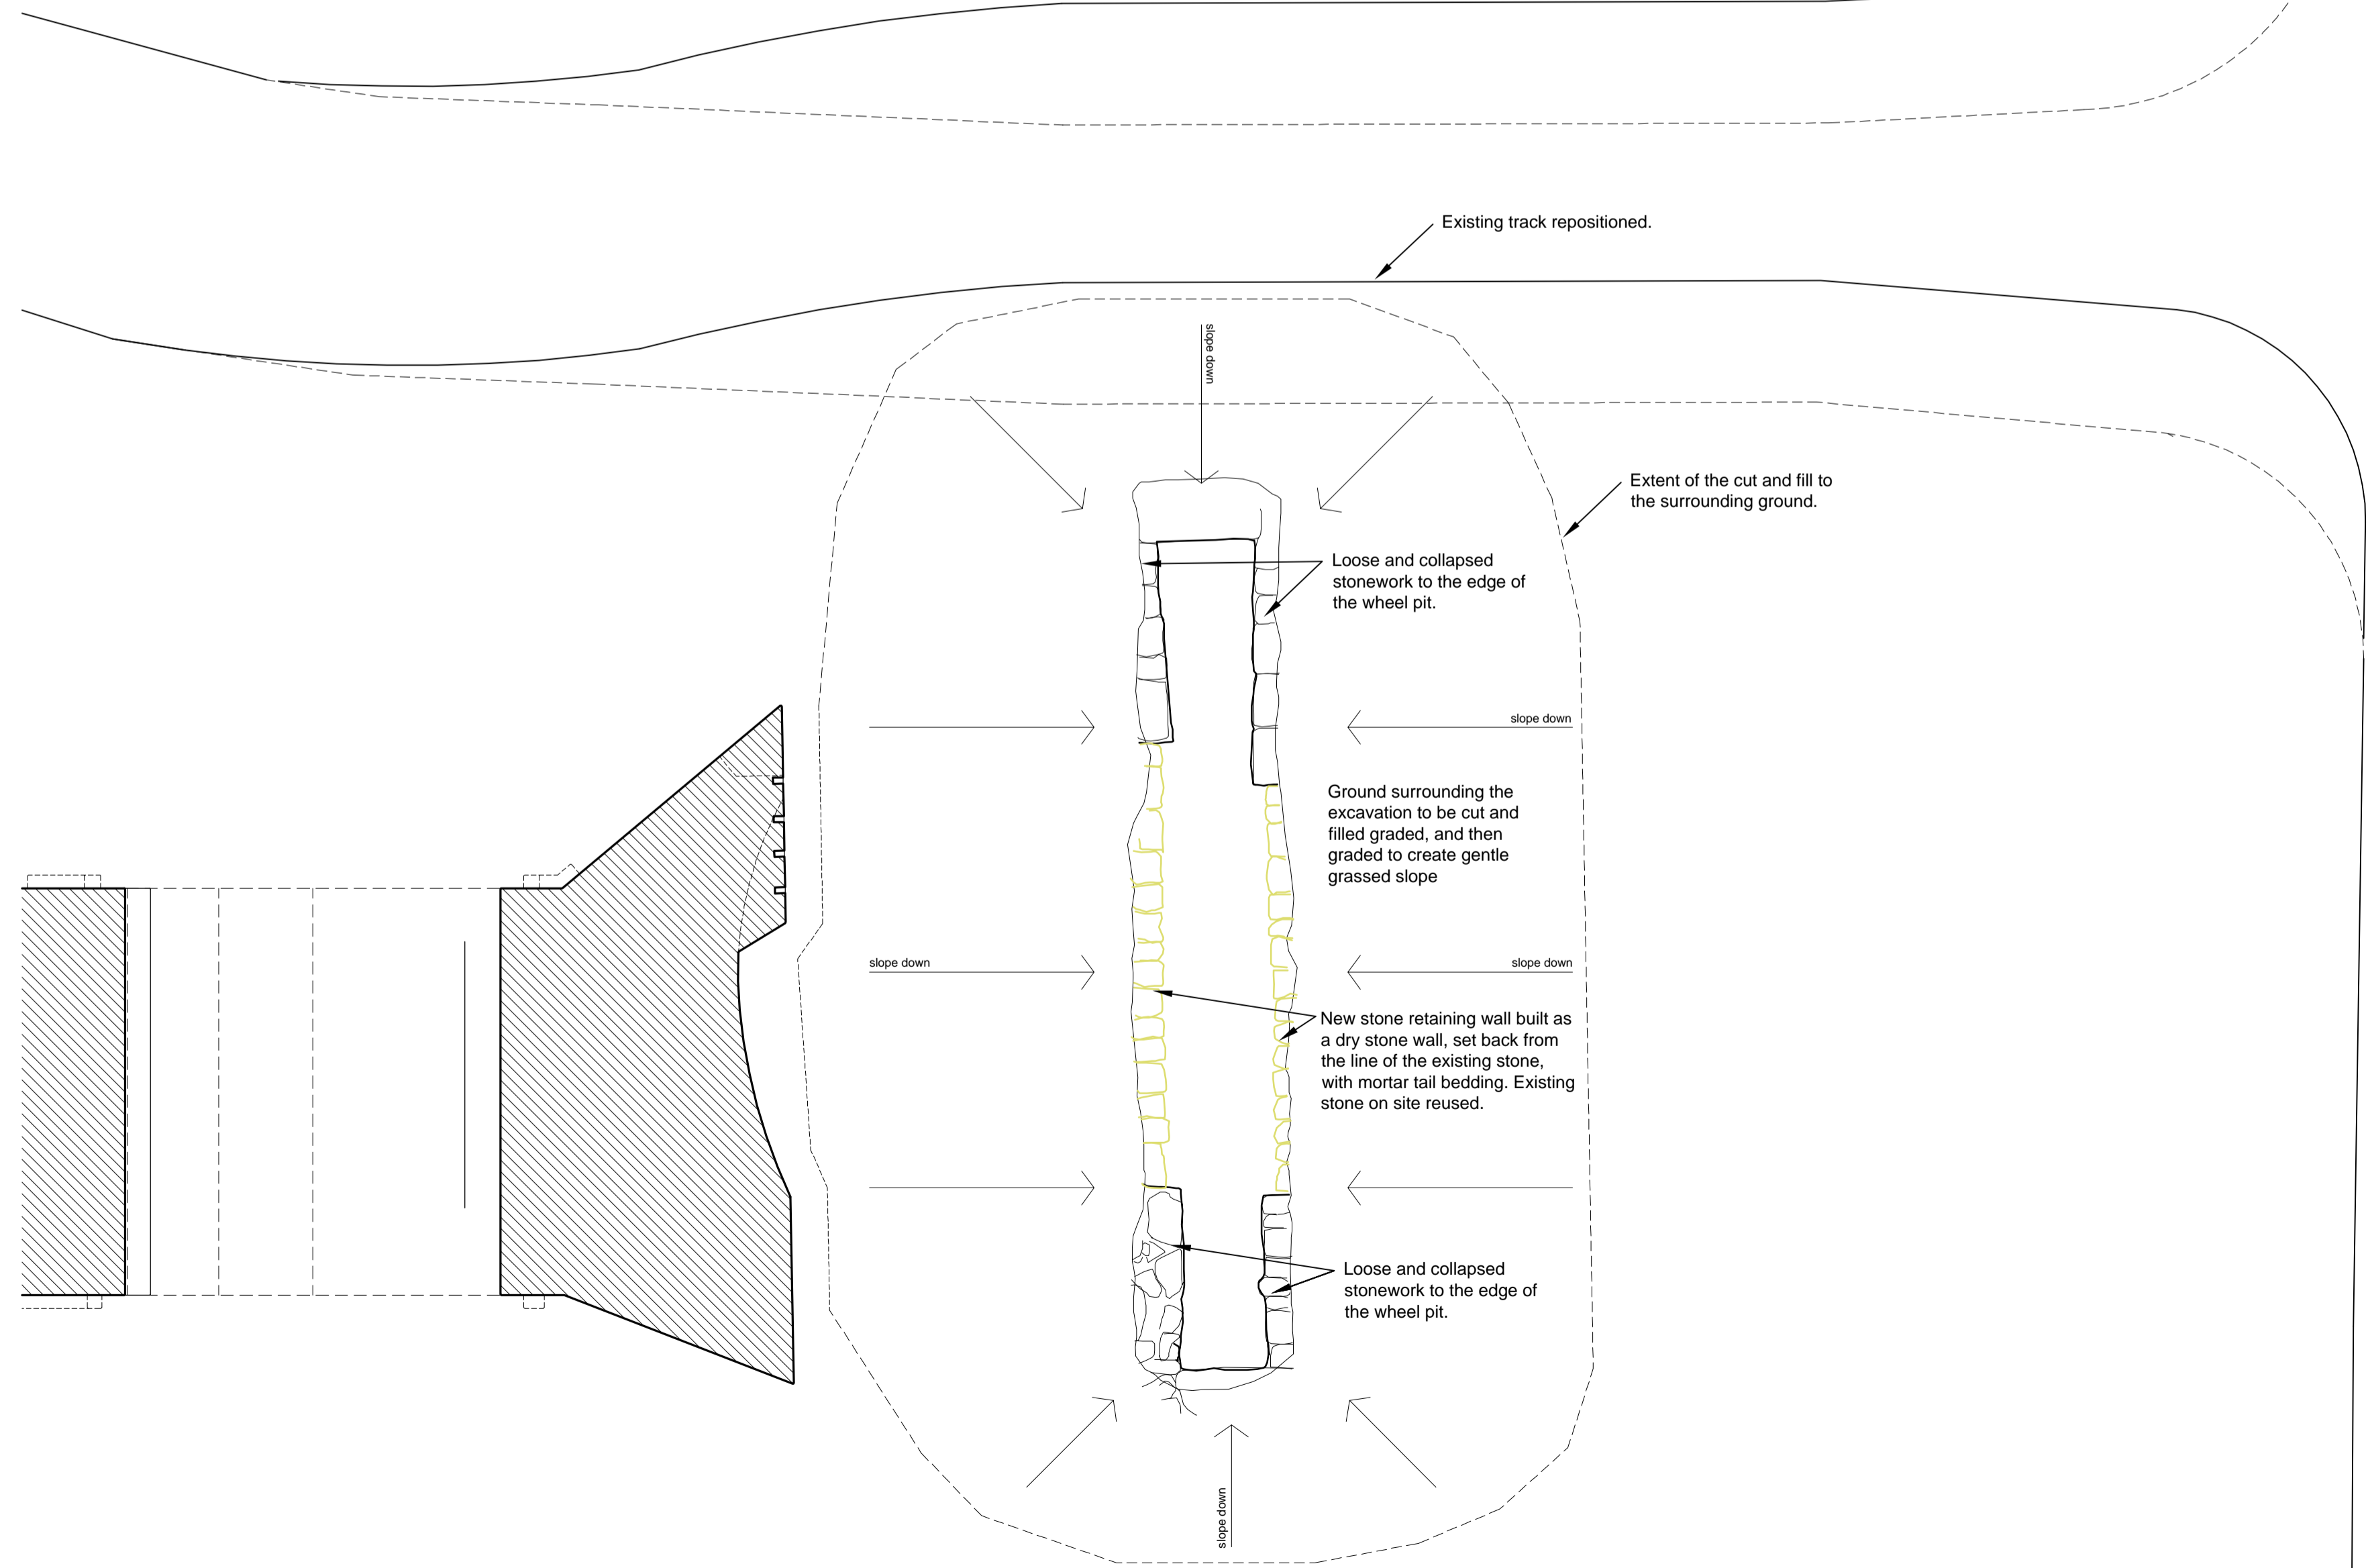 Existing track repositioned.
slope down
Extent of the cut and fill to
the surrounding ground.
Loose and collapsed
stonework to the edge of
the wheel pit.
slope down
Ground surrounding the
excavation to be cut and
filled graded, and then
graded to create gentle
grassed slope
slope down
slope down
New stone retaining wall built as
a dry stone wall, set back from
the line of the existing stone,
with mortar tail bedding. Existing
stone on site reused.
Loose and collapsed
stonework to the edge of
the wheel pit.
slope down